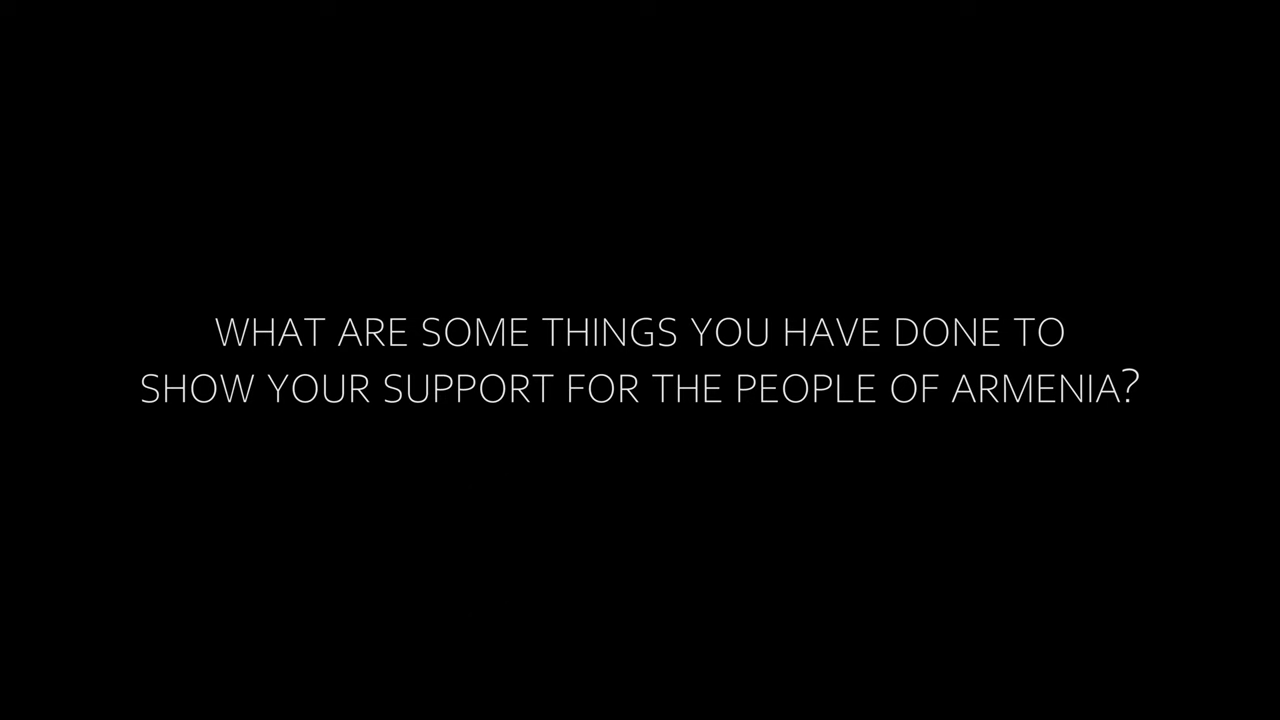 WHAT ARE SOME THINGS YOU HAVE DONE TO
SHOW YOUR SUPPORT FOR THE PEOPLE OF ARMENIA?